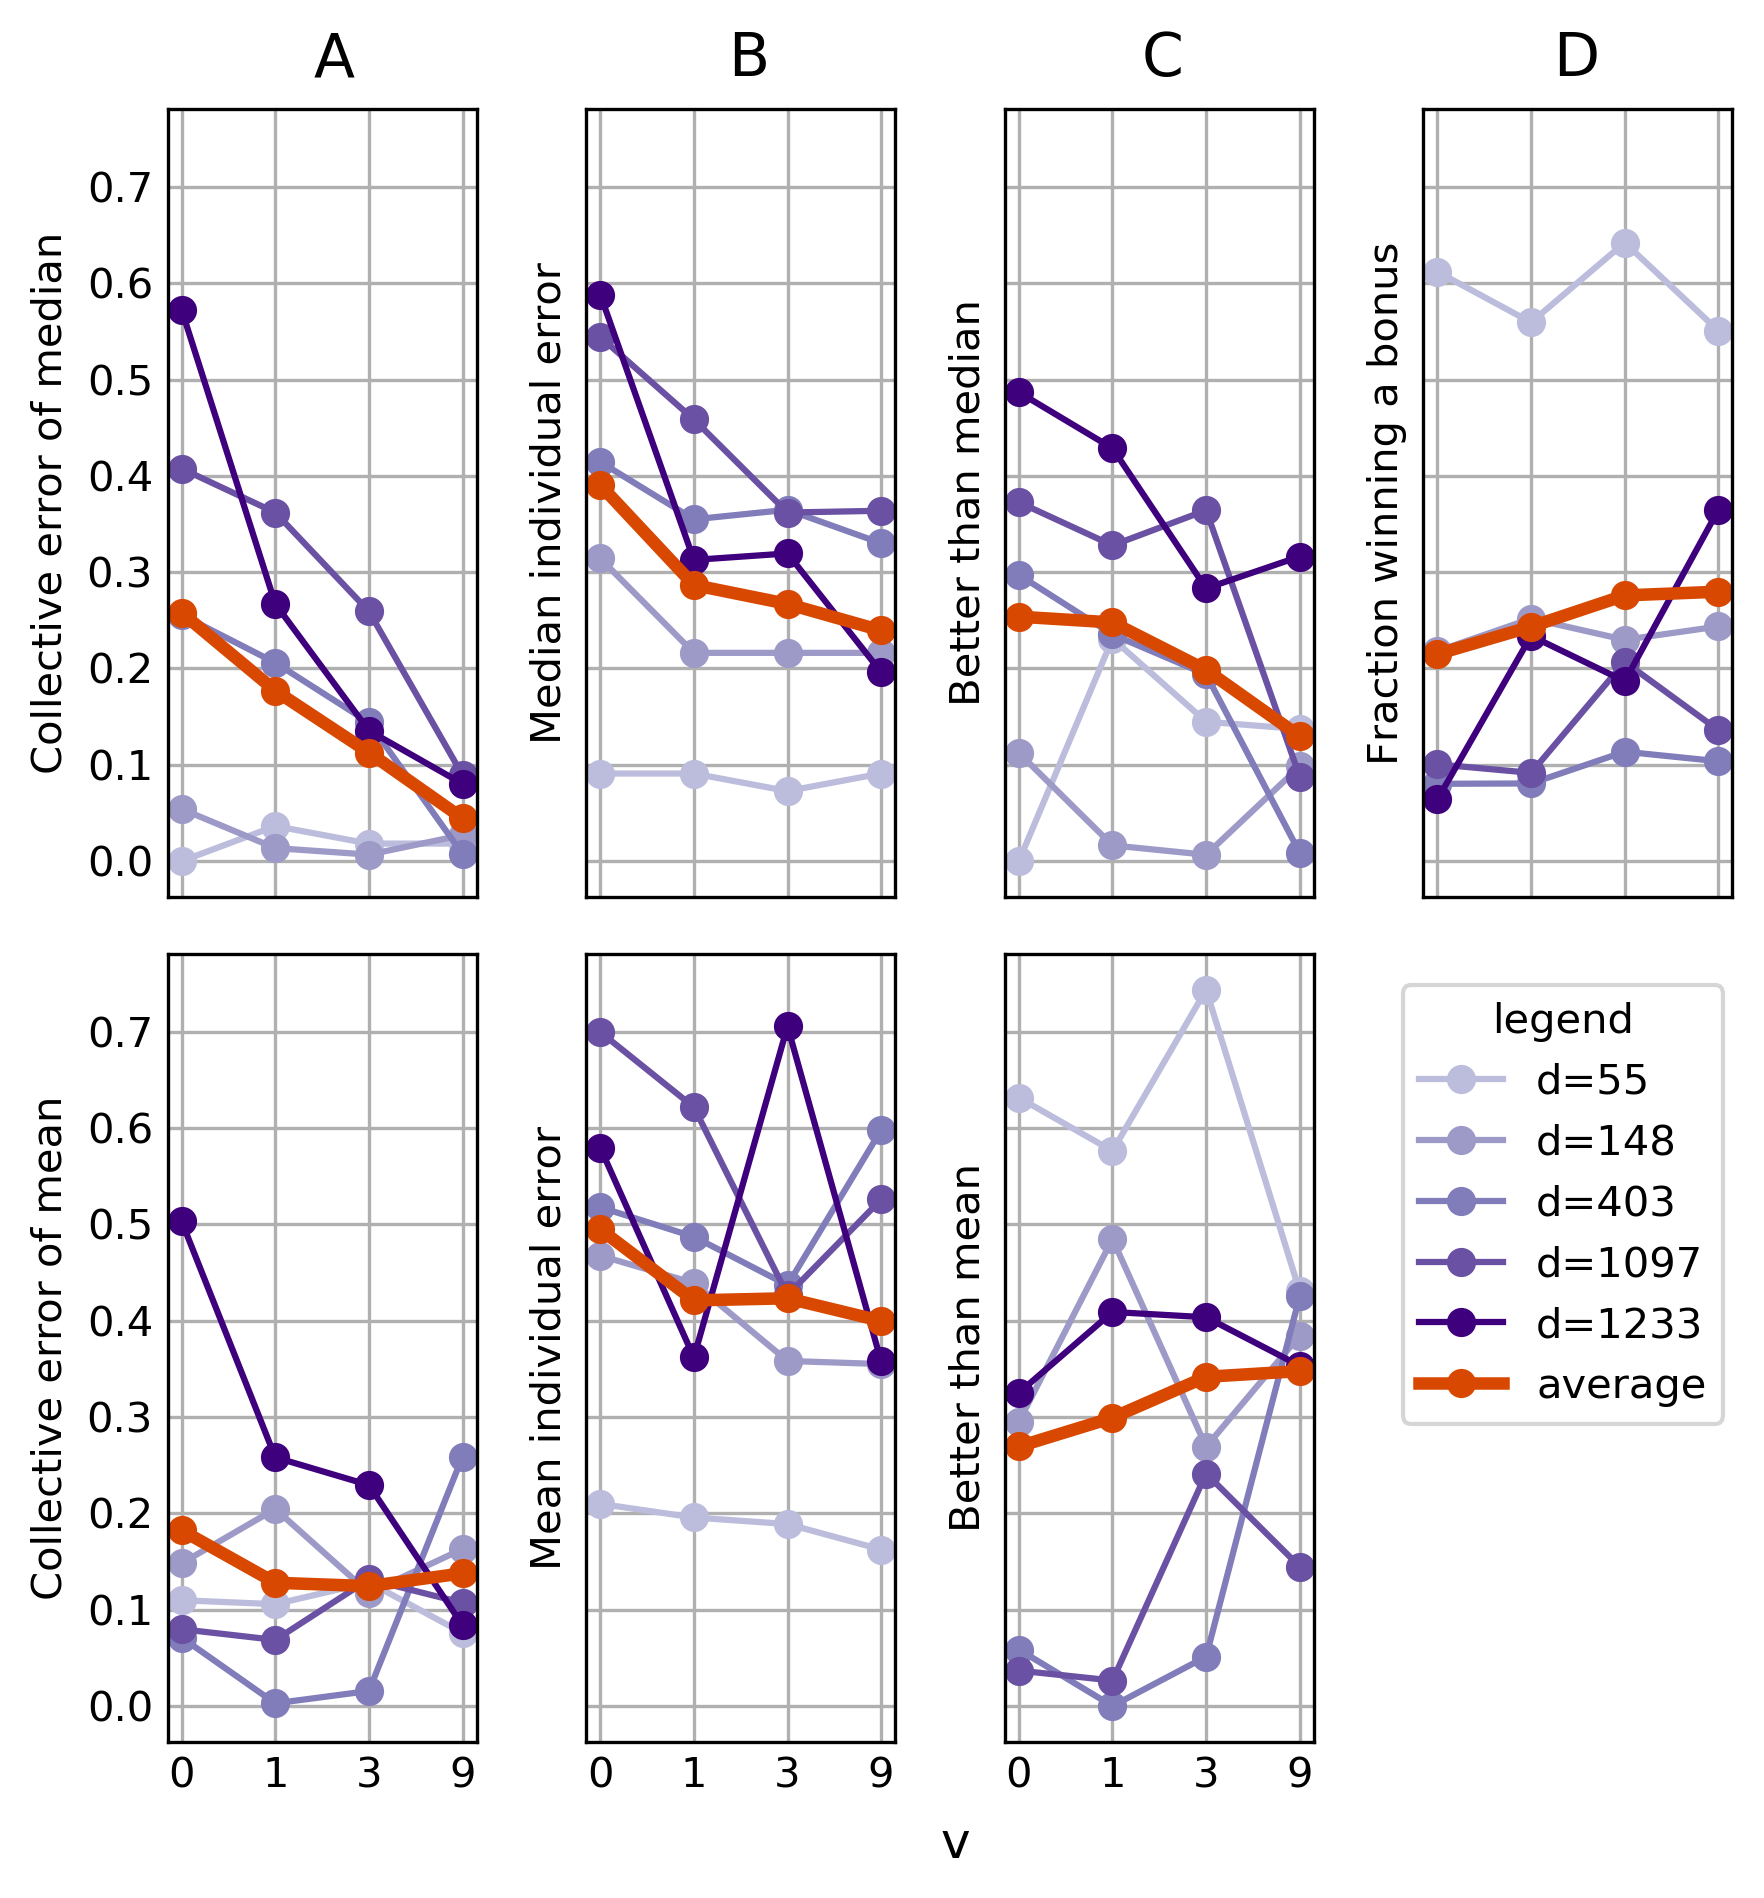 A
B
C
D
Collective error of median
0.7
0.6
0.5
0.4
0.3
0.2
0.1
0.0
Median individual error
Better than median
Fraction winning a bonus
Collective error of mean
0.7
0.6
0.5
0.4
0.3
0.2
0.1
0.0
0 1 3 9
Mean individual error
0 1 3 9
Better than mean
0 1 3 9
legend
d=55
d=148
d=403
d=1097
d=1233
average
v